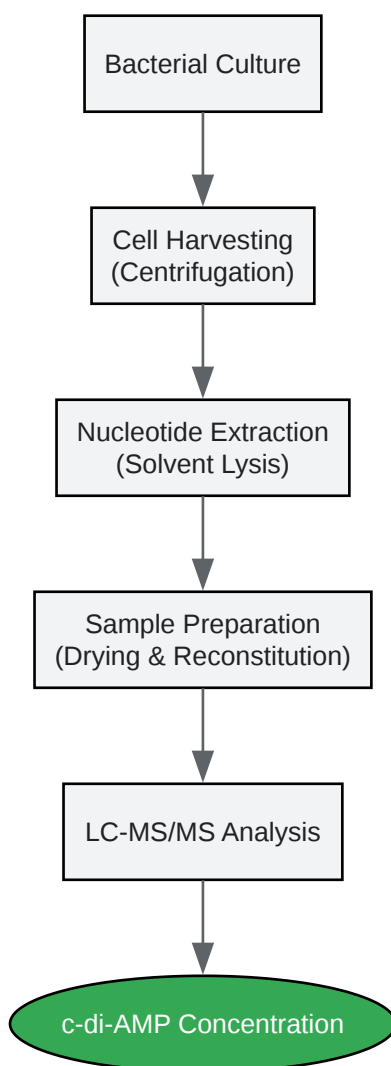 Bacterial Culture
Cell Harvesting
(Centrifugation)
Nucleotide Extraction
(Solvent Lysis)
Sample Preparation
(Drying & Reconstitution)
LC-MS/MS Analysis
c-di-AMP Concentration